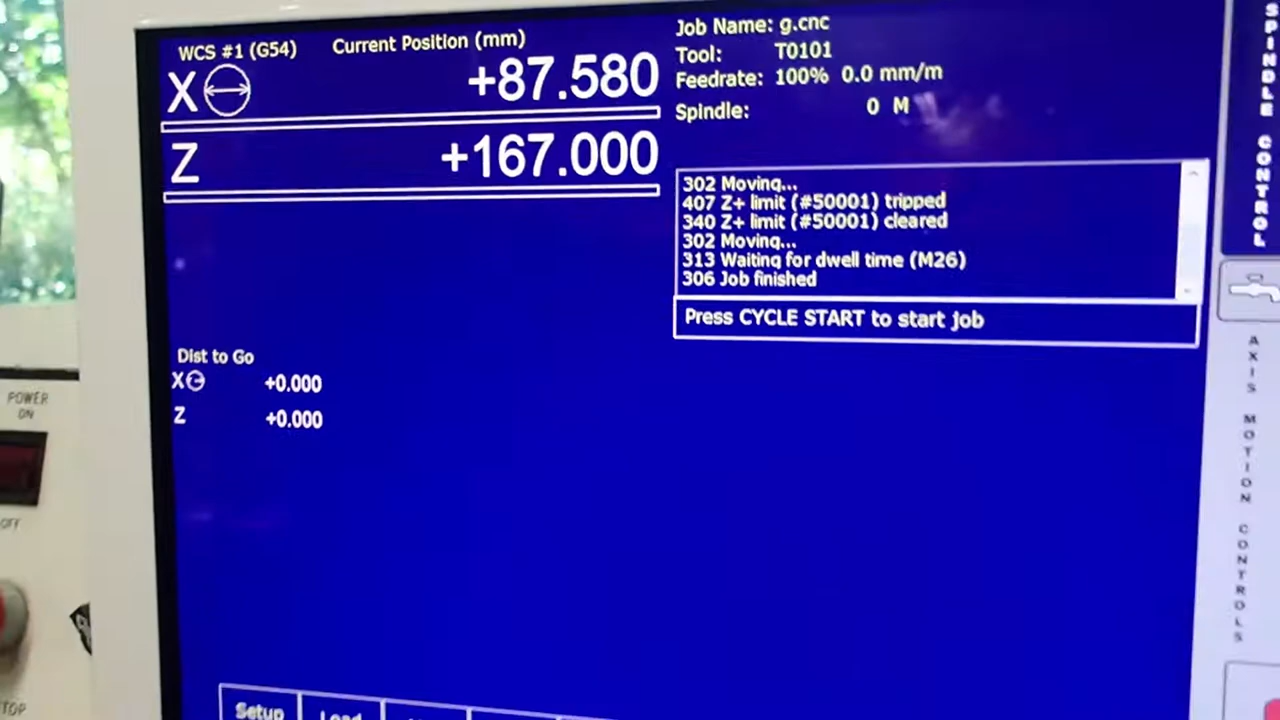 WCS #1 (G54) Current Position (mm)
X +87.580
Z +167.000
Job Name: g.cnc
Tool: T0101
Feedrate: 100% 0.0 mm/m
Spindle: 0 M
302 Moving...
407 Z+ limit (#50001) tripped
340 Z+ limit (#50001) cleared
302 Moving...
313 Waiting for dwell time (M26)
306 Job finished
Press CYCLE START to start job
Dist to Go
X +0.000
Z +0.000
Setup
Load
SPINDLE CONTROL
AXIS MOTION CONTROLS
POWER
ON
OFF